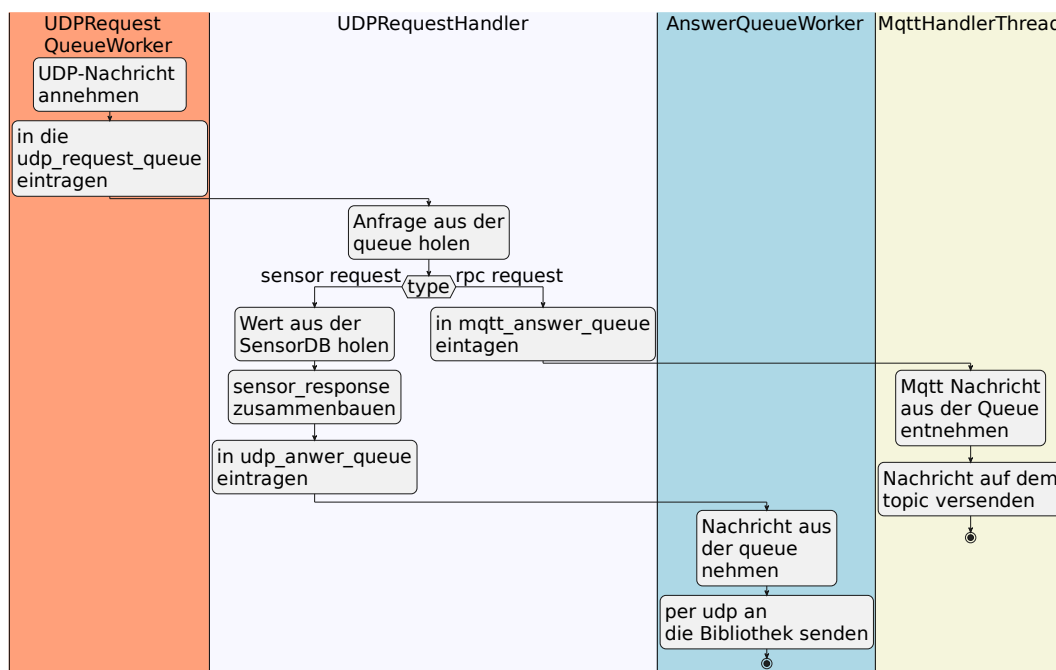 UDPRequest
QueueWorker
UDPRequestHandler
AnswerQueueWorker
MqttHandlerThread
UDP-Nachricht
annehmen
in die
udp_request_queue
eintragen
Anfrage aus der
queue holen
sensor request
type
rpc request
Wert aus der
SensorDB holen
in mqtt_answer_queue
eintagen
sensor_response
zusammenbauen
Mqtt Nachricht
aus der Queue
entnehmen
in udp_anwer_queue
eintragen
Nachricht auf dem
topic versenden
Nachricht aus
der queue
nehmen
per udp an
die Bibliothek senden